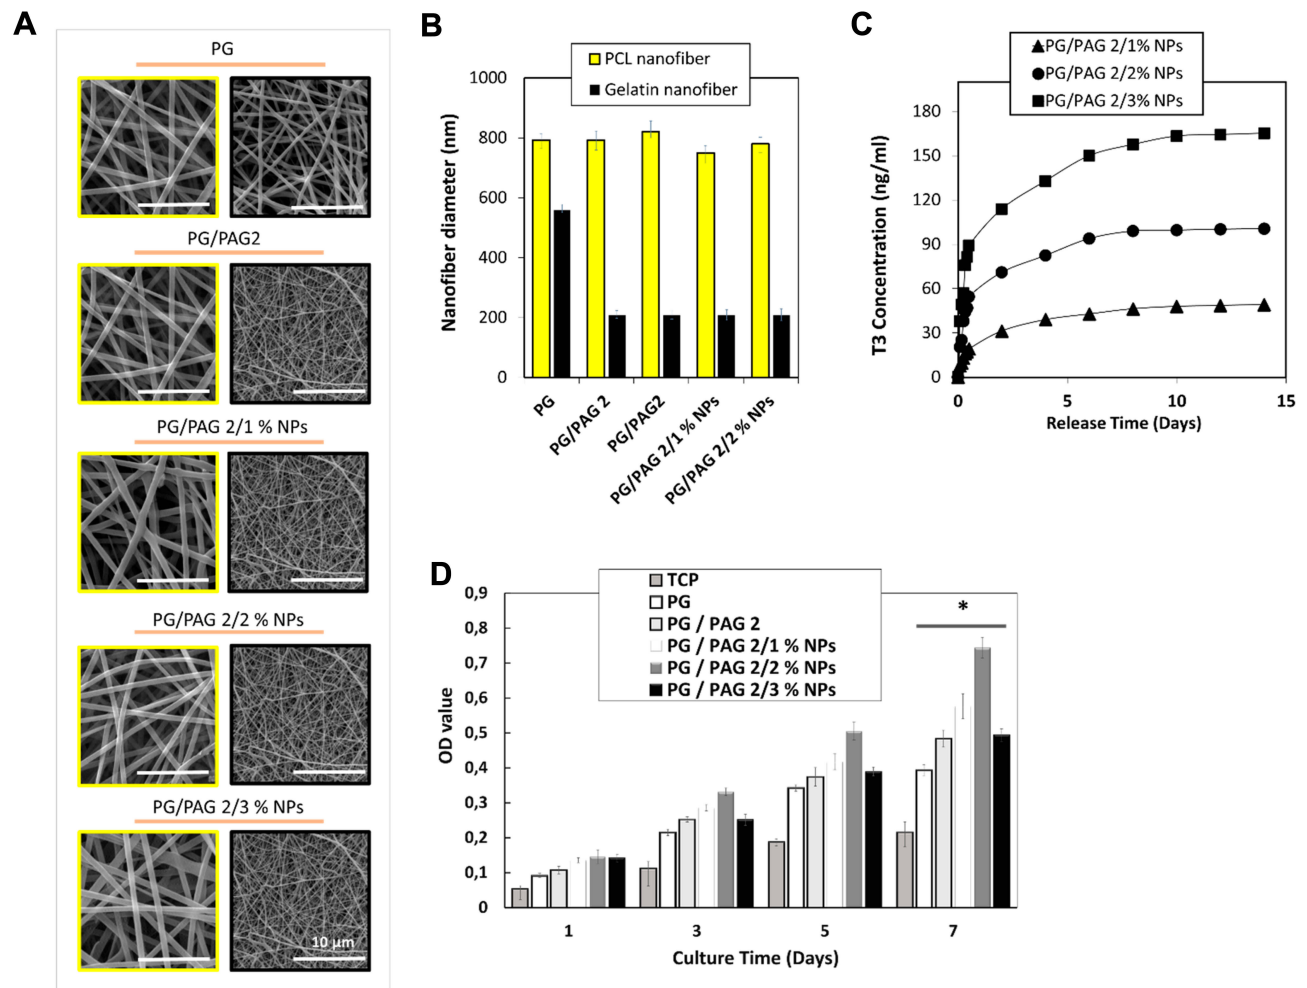 A
PG
PG/PAG2
PG/PAG 2/1 % NPs
PG/PAG 2/2 % NPs
PG/PAG 2/3 % NPs
10 µm
B
PCL nanofiber
Gelatin nanofiber
Nanofiber diameter (nm)
1000
800
600
400
200
0
PG
PG/PAG 2
PG/PAG2
PG/PAG 2/1 % NPs
PG/PAG 2/2 % NPs
C
PG/PAG 2/1% NPs
PG/PAG 2/2% NPs
PG/PAG 2/3% NPs
T3 Concentration (ng/ml)
180
150
120
90
60
30
0
0 5 10 15
Release Time (Days)
D
TCP
PG
PG / PAG 2
PG / PAG 2/1 % NPs
PG / PAG 2/2 % NPs
PG / PAG 2/3 % NPs
*
OD value
0,9
0,8
0,7
0,6
0,5
0,4
0,3
0,2
0,1
0
1 3 5 7
Culture Time (Days)